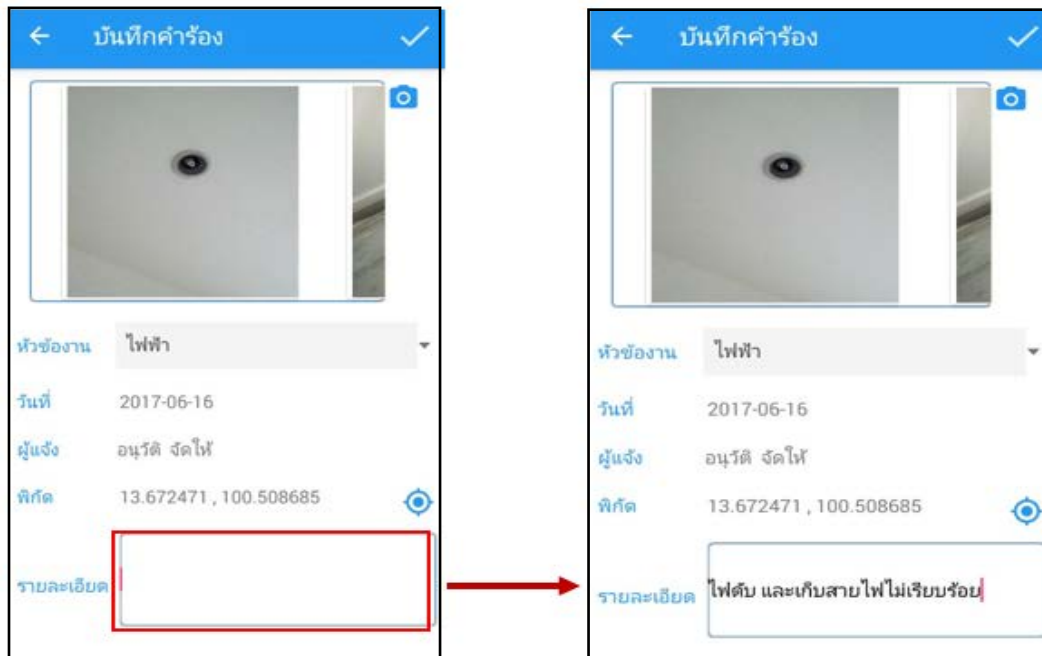 บันทึกคำร้อง
หัวข้องาน ไฟฟ้า
วันที่ 2017-06-16
ผู้แจ้ง อนุวัติ จัดให้
พิกัด 13.672471 , 100.508685
รายละเอียด
บันทึกคำร้อง
หัวข้องาน ไฟฟ้า
วันที่ 2017-06-16
ผู้แจ้ง อนุวัติ จัดให้
พิกัด 13.672471 , 100.508685
รายละเอียด ไฟดับ และเก็บสายไฟไม่เรียบร้อย